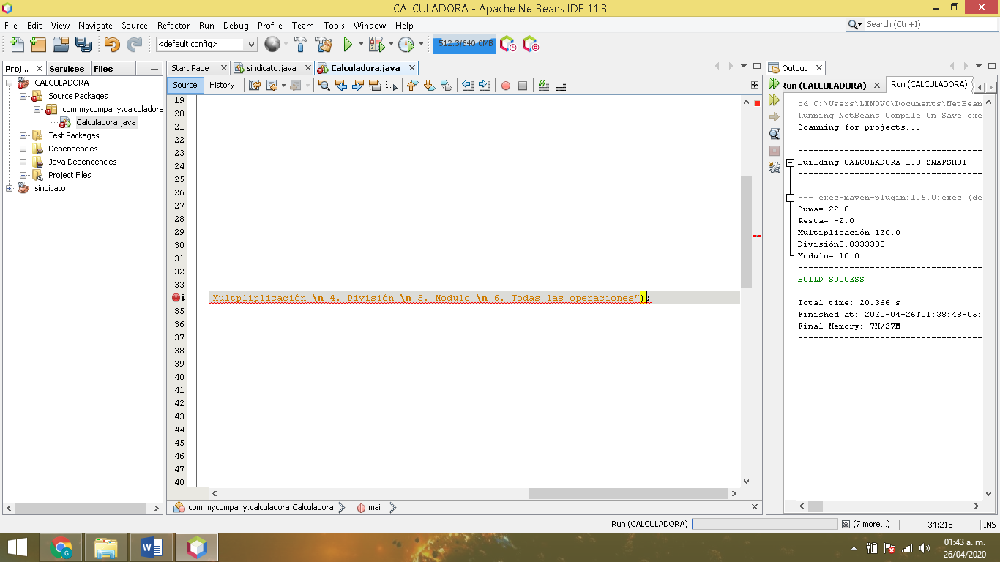 CALCULADORA - Apache NetBeans IDE 11.3
File Edit View Navigate Source Refactor Run Debug Profile Team Tools Window Help
Search (Ctrl+I)
<default config>
512.3/640.0MB
Proj... Services Files
CALCULADORA
Source Packages
com.mycompany.calculadora
Calculadora.java
Test Packages
Dependencies
Java Dependencies
Project Files
sindicato
Start Page sindicato.java Calculadora.java
Source History
19
20
21
22
23
24
25
26
27
28
29
30
31
32
33
Multpliplicación \n 4. División \n 5. Modulo \n 6. Todas las operaciones");
35
36
37
38
39
40
41
42
43
44
45
46
47
48
com.mycompany.calculadora.Calculadora main
Output
Run (CALCULADORA) Run (CALCULADORA)
cd C:\Users\LENOVO\Documents\NetBean
Running NetBeans Compile On Save exe
Scanning for projects...
------------------------------------
Building CALCULADORA 1.0-SNAPSHOT
------------------------------------
--- exec-maven-plugin:1.5.0:exec (de
Suma= 22.0
Resta= -2.0
Multiplicación 120.0
División0.8333333
Modulo= 10.0
------------------------------------
BUILD SUCCESS
------------------------------------
Total time: 20.366 s
Finished at: 2020-04-26T01:38:48-05:
Final Memory: 7M/27M
------------------------------------
Run (CALCULADORA) (7 more...) 34:215 INS
01:43 a. m.
26/04/2020